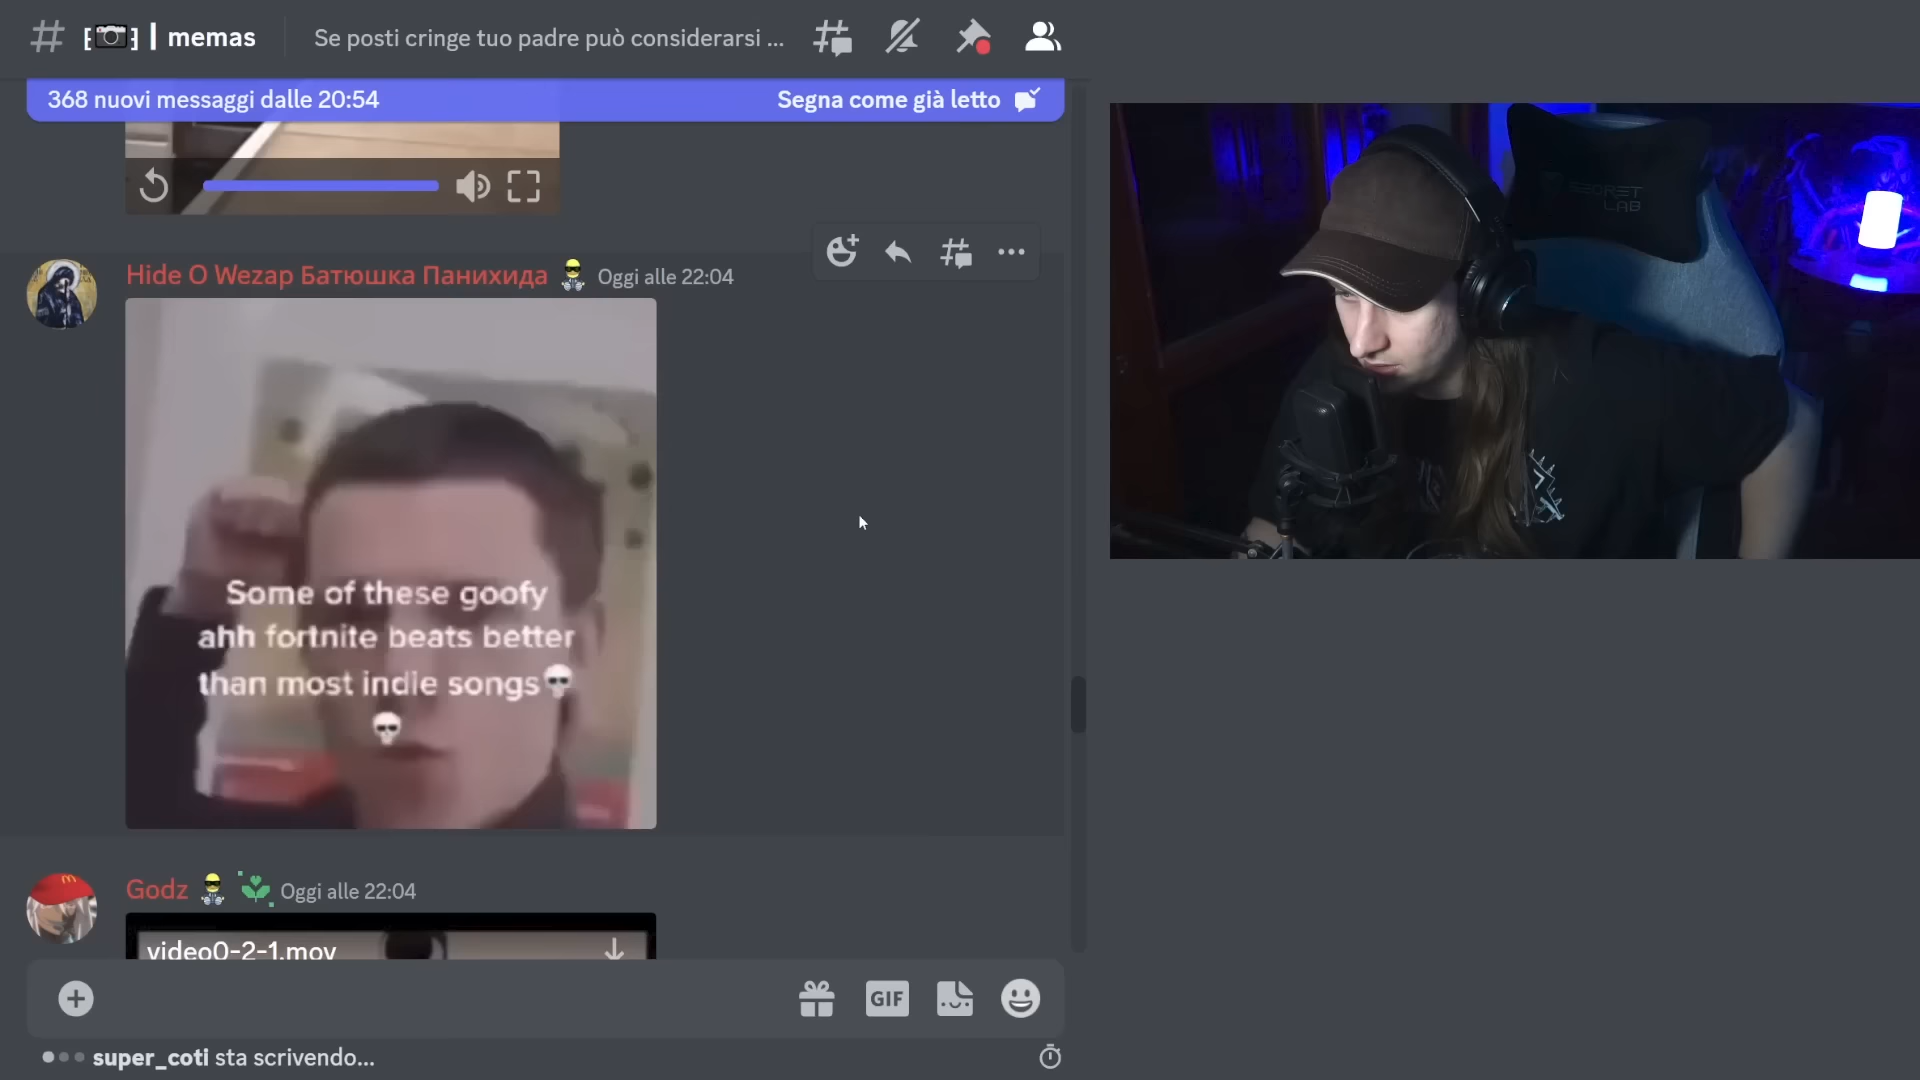 | memas
Se posti cringe tuo padre può considerarsi ...
368 nuovi messaggi dalle 20:54
Segna come già letto
Hide O Wezap Батюшка Панихида
Oggi alle 22:04
Some of these goofy
ahh fortnite beats better
than most indie songs💀
💀
SECRET
LAB
Godz
Oggi alle 22:04
video0-2-1.mov
GIF
super_coti sta scrivendo...